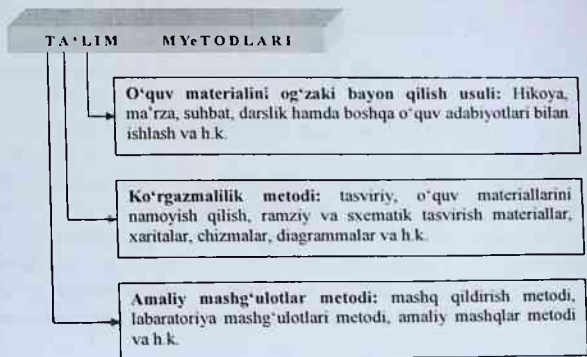 TA‘LIM MYeTODLARI
O‘quv materialini og‘zaki bayon qilish usuli: Hikoya,
ma’rza, suhbat, darslik hamda boshqa o‘quv adabiyotlari bilan
ishlash va h.k.
Ko‘rgazmalilik metodi: tasviriy, o‘quv materiallarini
namoyish qilish, ramziy va sxematik tasvirish materiallar,
xaritalar, chizmalar, diagrammalar va h.k.
Amaliy mashg‘ulotlar metodi: mashq qildirish metodi,
labaratoriya mashg‘ulotlari metodi, amaliy mashqlar metodi
va h.k.